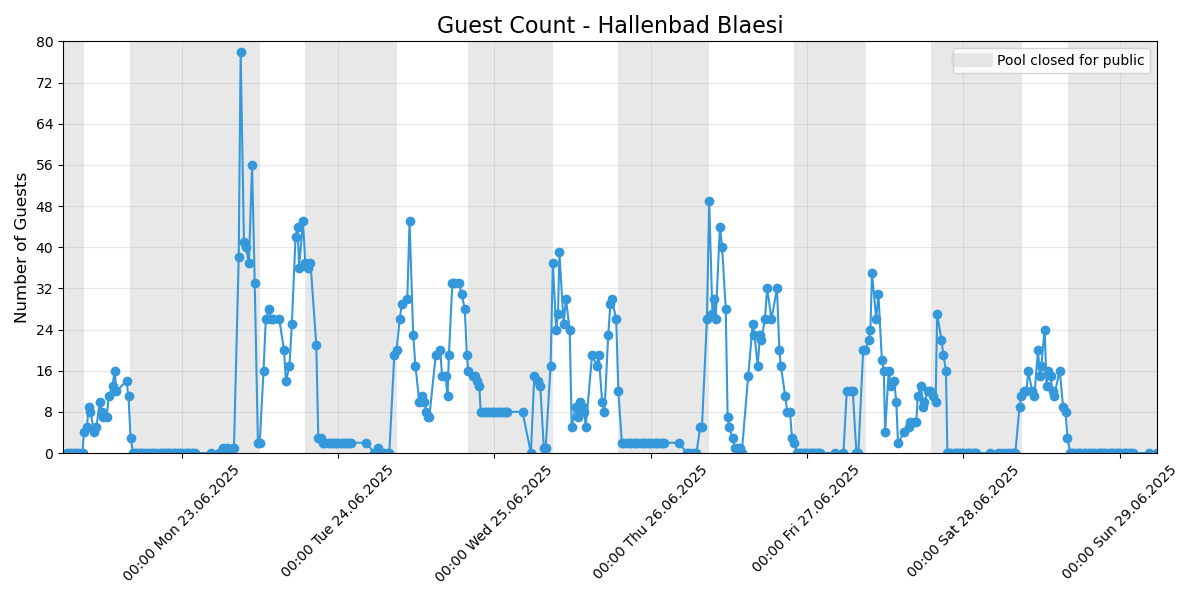 Guest Count - Hallenbad Blaesi
Pool closed for public
Number of Guests
80
72
64
56
48
40
32
24
16
8
0
00:00 Mon 23.06.2025
00:00 Tue 24.06.2025
00:00 Wed 25.06.2025
00:00 Thu 26.06.2025
00:00 Fri 27.06.2025
00:00 Sat 28.06.2025
00:00 Sun 29.06.2025